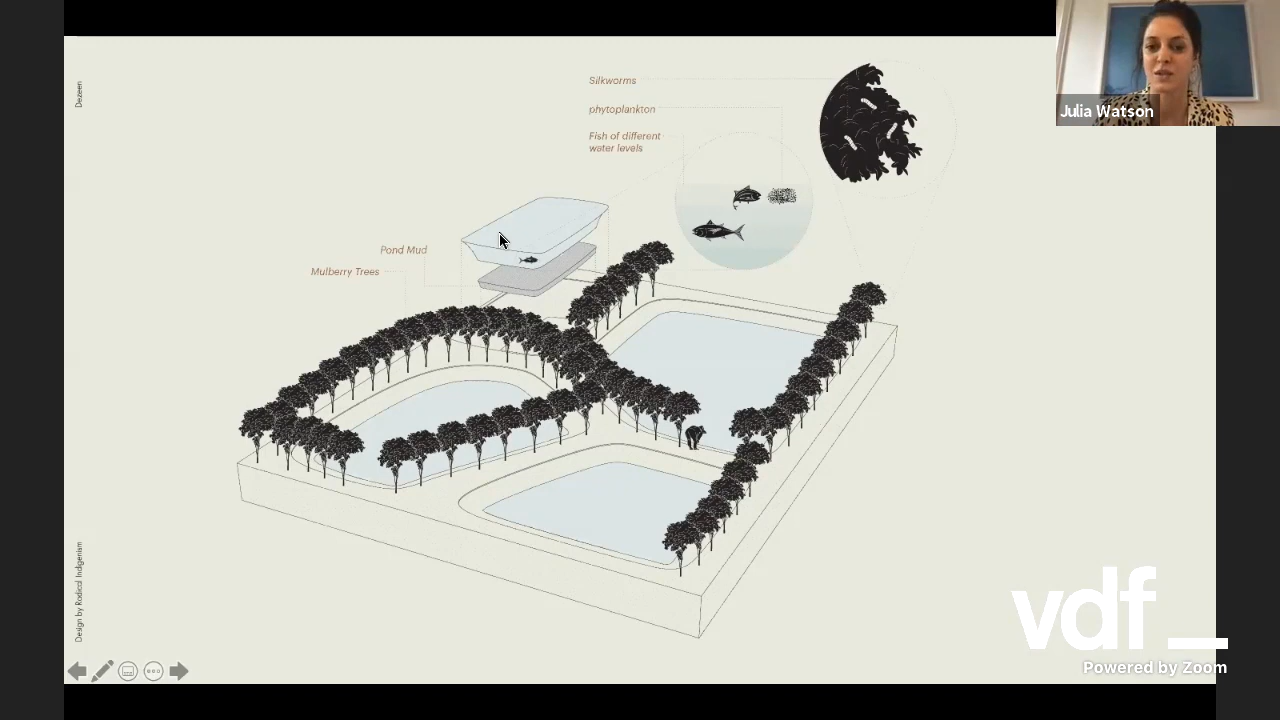 Dezeen
Silkworms
phytoplankton
Fish of different
water levels
Pond Mud
Mulberry Trees
Julia Watson
Design by Radical Indigenism
vdf_
Powered by Zoom